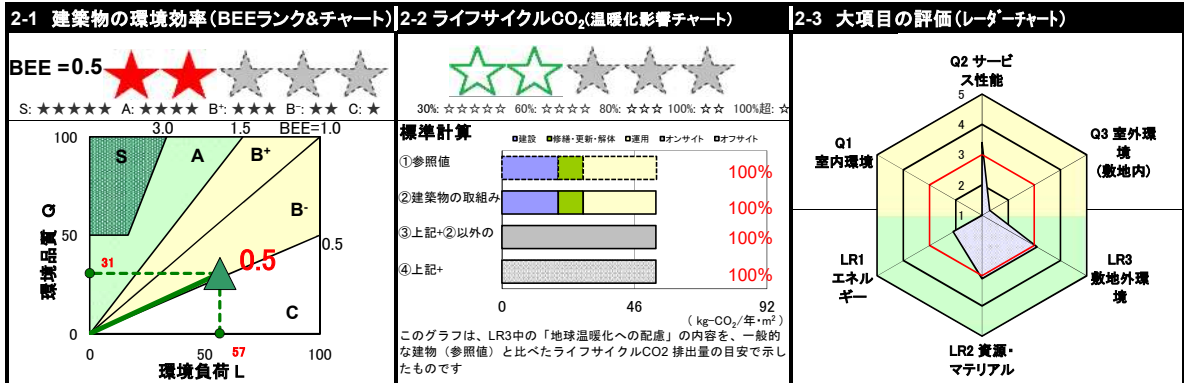 2-1 建築物の環境効率(BEEランク&チャート)
BEE = 0.5
S: ★★★★★ A: ★★★★ B+: ★★★ B-: ★★ C: ★
3.0 1.5 BEE=1.0
100
S A B+
B-
50
0.5
0.5
31
C
0
0 50 57 100
環境品質 Q
環境負荷 L
2-2 ライフサイクルCO2(温暖化影響チャート)
30%: ☆☆☆☆☆ 60%: ☆☆☆☆ 80%: ☆☆☆ 100%: ☆☆ 100%超: ☆
標準計算
■建設 ■修繕・更新・解体 □運用 ■オンサイト ■オフサイト
①参照値 100%
②建築物の取組み 100%
③上記+②以外の 100%
④上記+ 100%
0 46 92
( kg-CO2/年・m2 )
このグラフは、LR3中の「地球温暖化への配慮」の内容を、一般的
な建物(参照値)と比べたライフサイクルCO2 排出量の目安で示し
たものです
2-3 大項目の評価(レーダーチャート)
Q2 サービ
ス性能
5
4
3
2
1
Q1
室内環境
Q3 室外環
境
(敷地内)
LR1
エネル
ギー
LR3
敷地外環
境
LR2 資源・
マテリアル